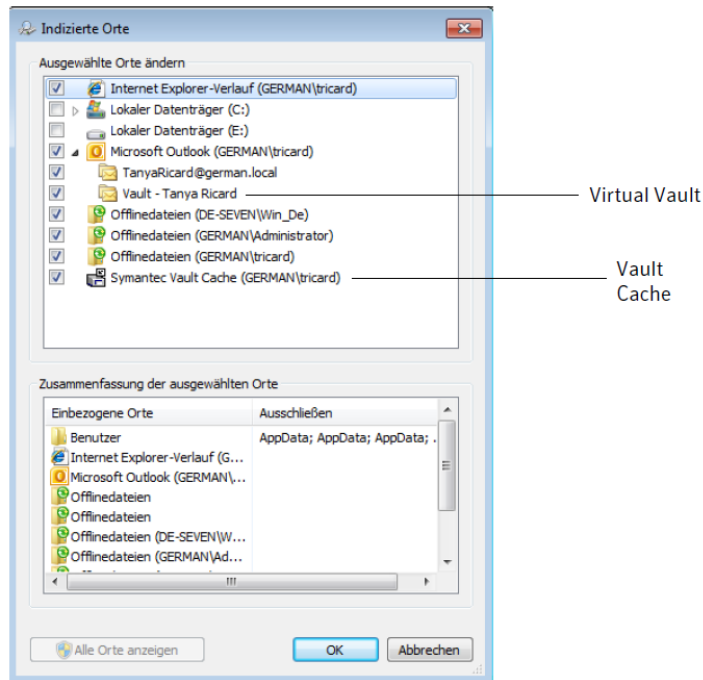 Indizierte Orte
Ausgewählte Orte ändern
Internet Explorer-Verlauf (GERMAN\tricard)
Lokaler Datenträger (C:)
Lokaler Datenträger (E:)
Microsoft Outlook (GERMAN\tricard)
TanyaRicard@german.local
Vault - Tanya Ricard
Virtual Vault
Offlinedateien (DE-SEVEN\Win_De)
Offlinedateien (GERMAN\Administrator)
Offlinedateien (GERMAN\tricard)
Symantec Vault Cache (GERMAN\tricard)
Vault
Cache
Zusammenfassung der ausgewählten Orte
Einbezogene Orte Ausschließen
Benutzer AppData; AppData; AppData; .
Internet Explorer-Verlauf (G...
Microsoft Outlook (GERMAN\...
Offlinedateien
Offlinedateien
Offlinedateien (DE-SEVEN\W...
Offlinedateien (GERMAN\Ad...
Alle Orte anzeigen OK Abbrechen